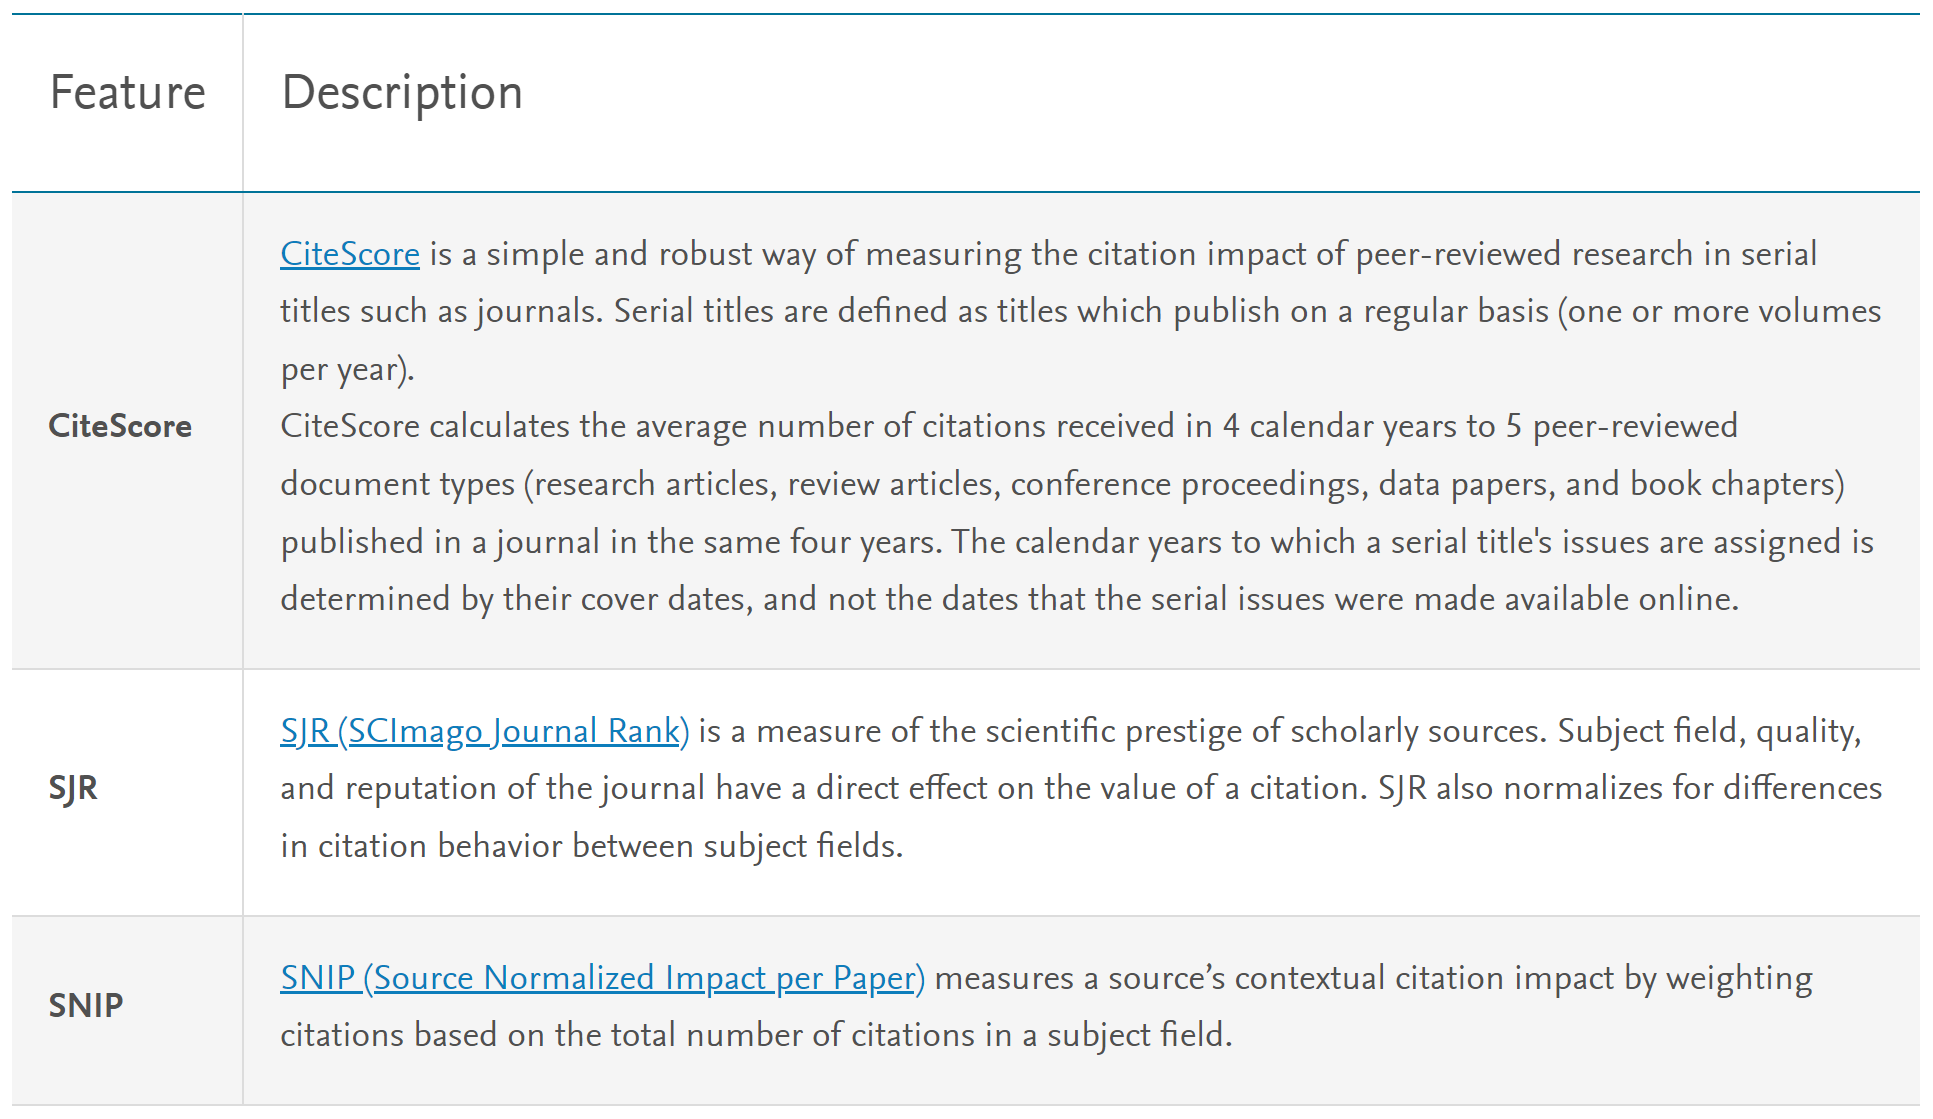 Feature
Description
CiteScore
CiteScore is a simple and robust way of measuring the citation impact of peer-reviewed research in serial
titles such as journals. Serial titles are defined as titles which publish on a regular basis (one or more volumes
per year).
CiteScore calculates the average number of citations received in 4 calendar years to 5 peer-reviewed
document types (research articles, review articles, conference proceedings, data papers, and book chapters)
published in a journal in the same four years. The calendar years to which a serial title's issues are assigned is
determined by their cover dates, and not the dates that the serial issues were made available online.
SJR
SJR (SCImago Journal Rank) is a measure of the scientific prestige of scholarly sources. Subject field, quality,
and reputation of the journal have a direct effect on the value of a citation. SJR also normalizes for differences
in citation behavior between subject fields.
SNIP
SNIP (Source Normalized Impact per Paper) measures a source’s contextual citation impact by weighting
citations based on the total number of citations in a subject field.